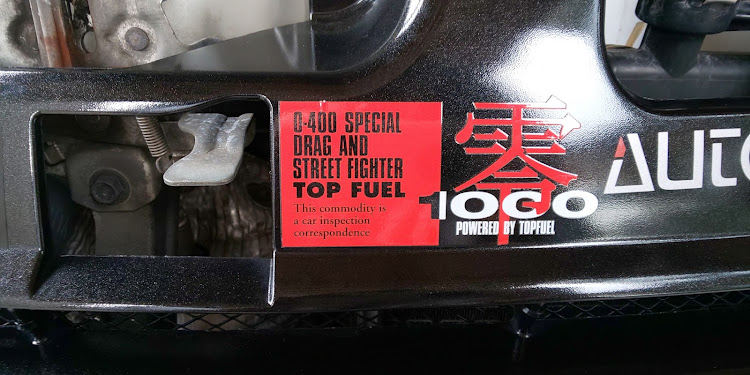 0-400 SPECIAL
DRAG AND
STREET FIGHTER
TOP FUEL
This commodity is
a car inspection
correspondence
零
1000
POWERED BY TOPFUEL